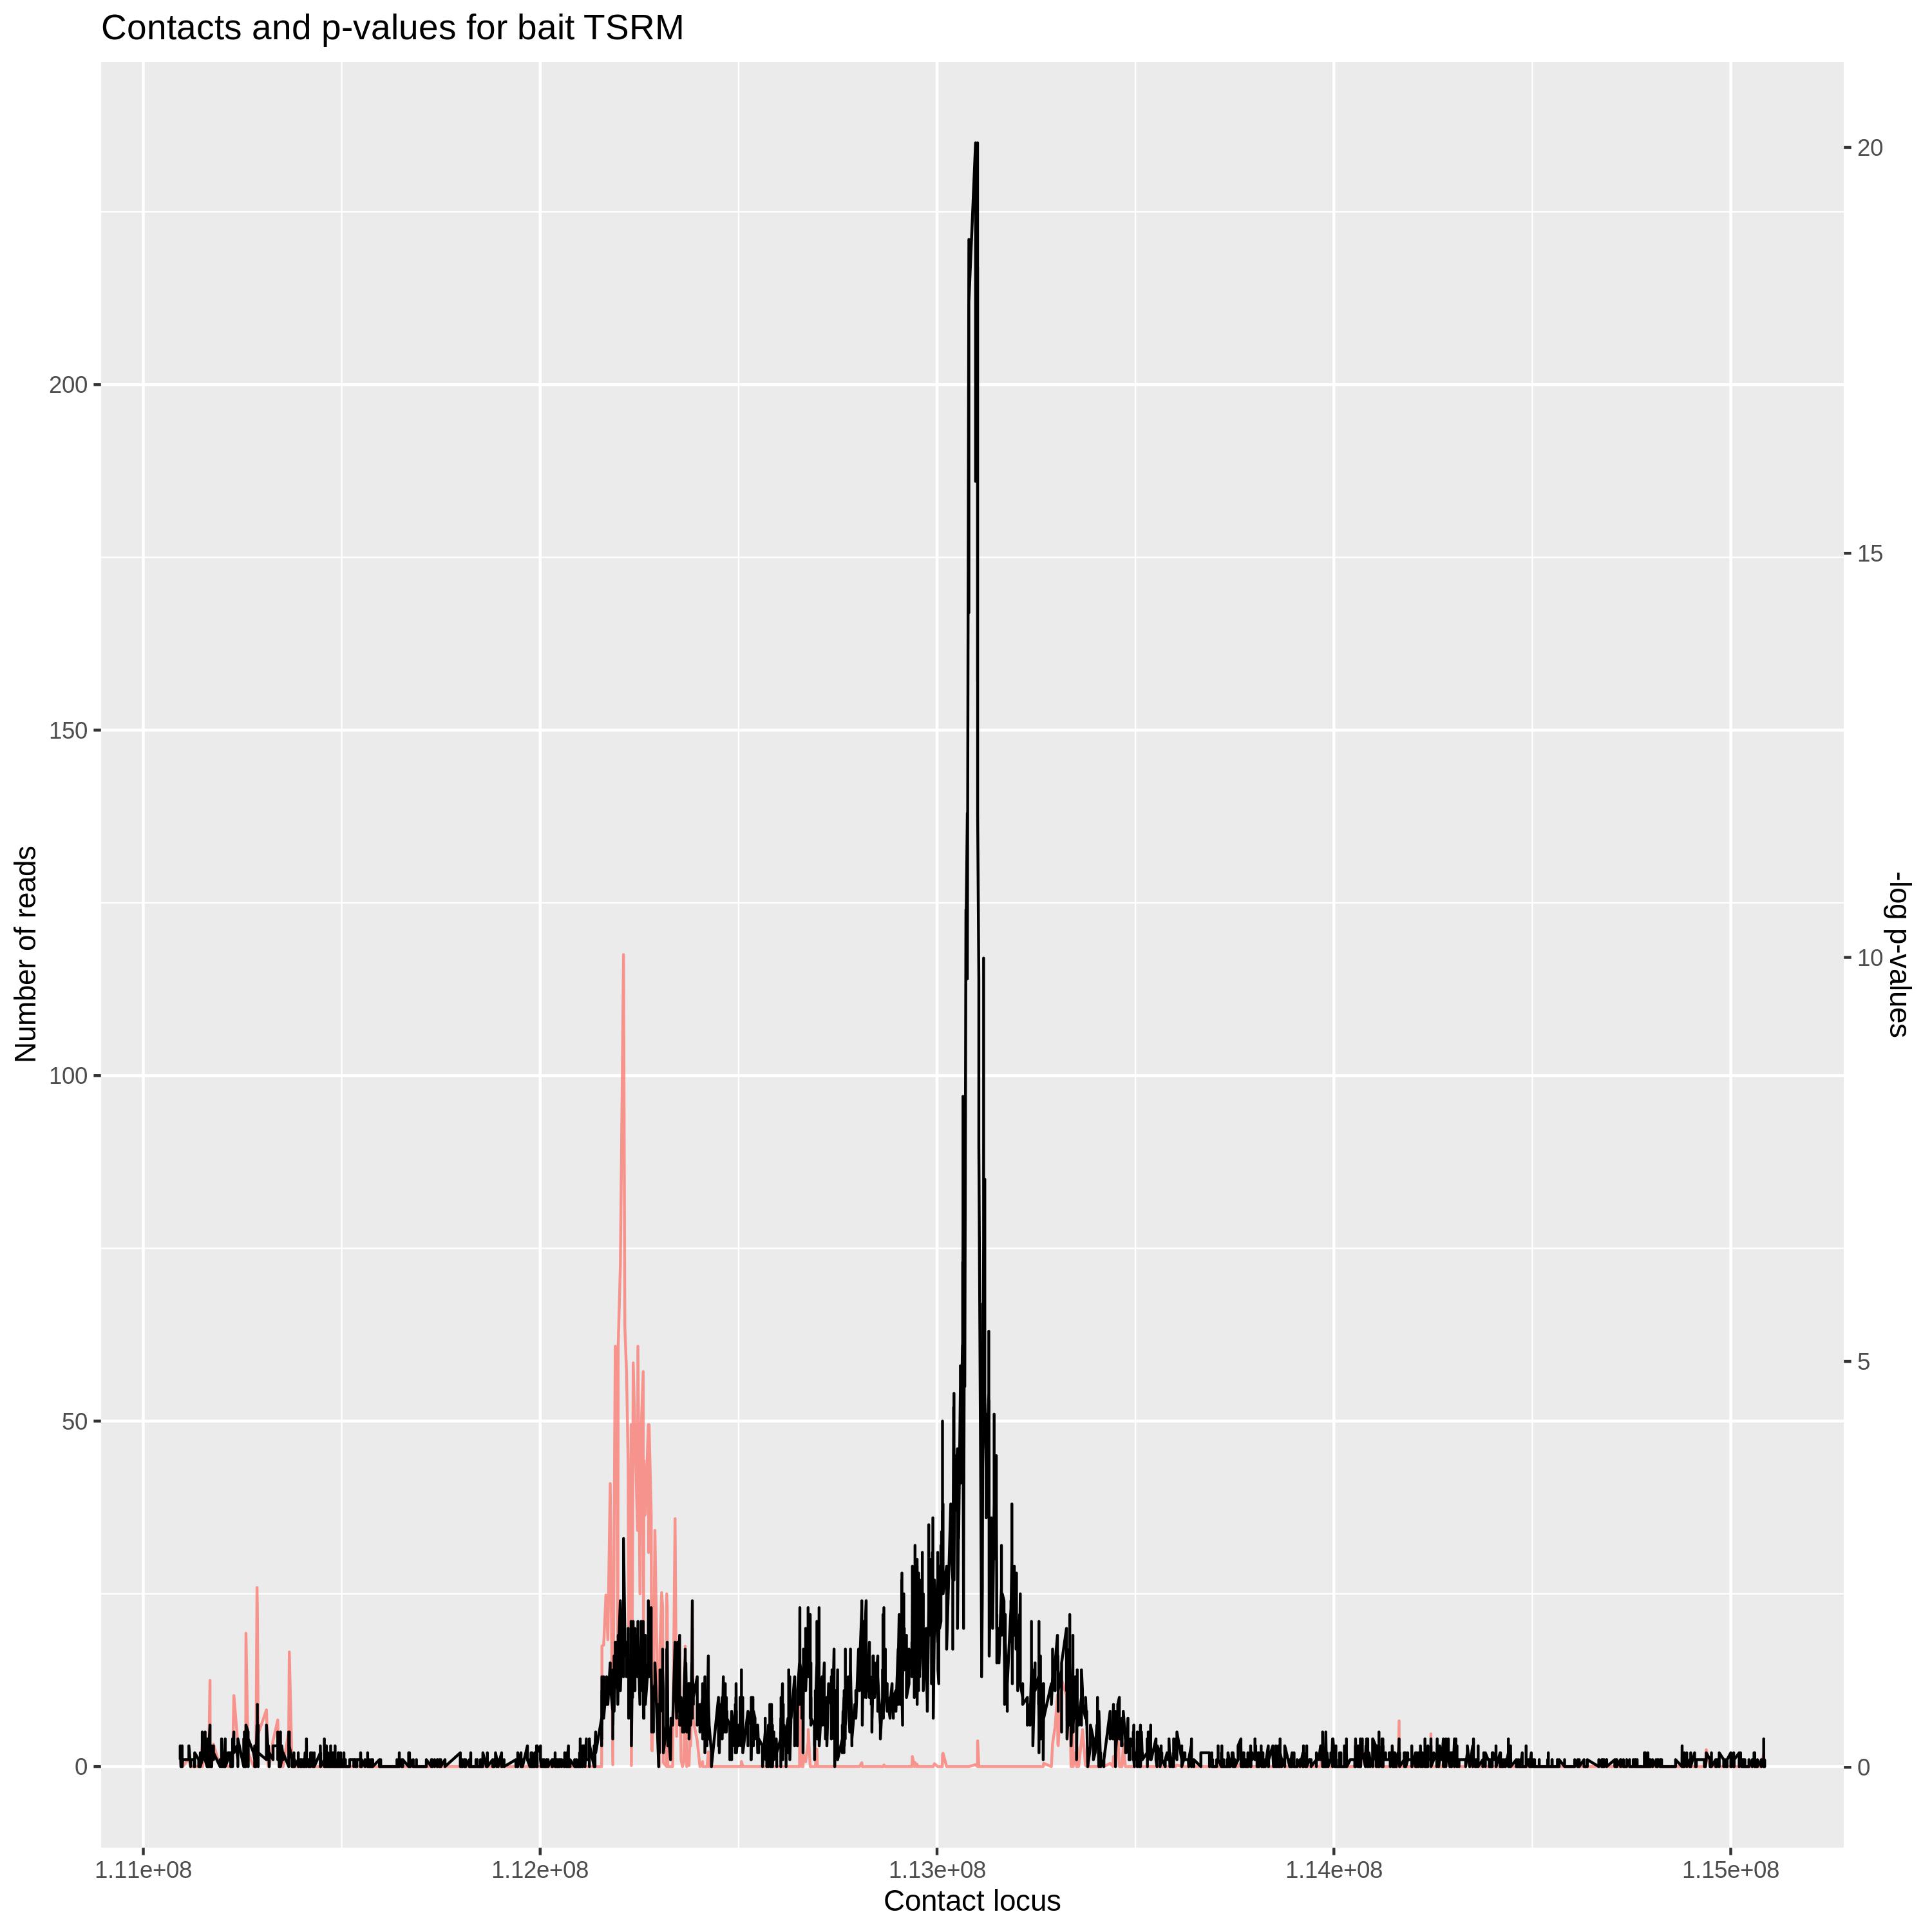 Contacts and p-values for bait TSRM
Number of reads
200
150
100
50
0
20
15
10
5
0
-log p-values
1.11e+08
1.12e+08
1.13e+08
1.14e+08
1.15e+08
Contact locus